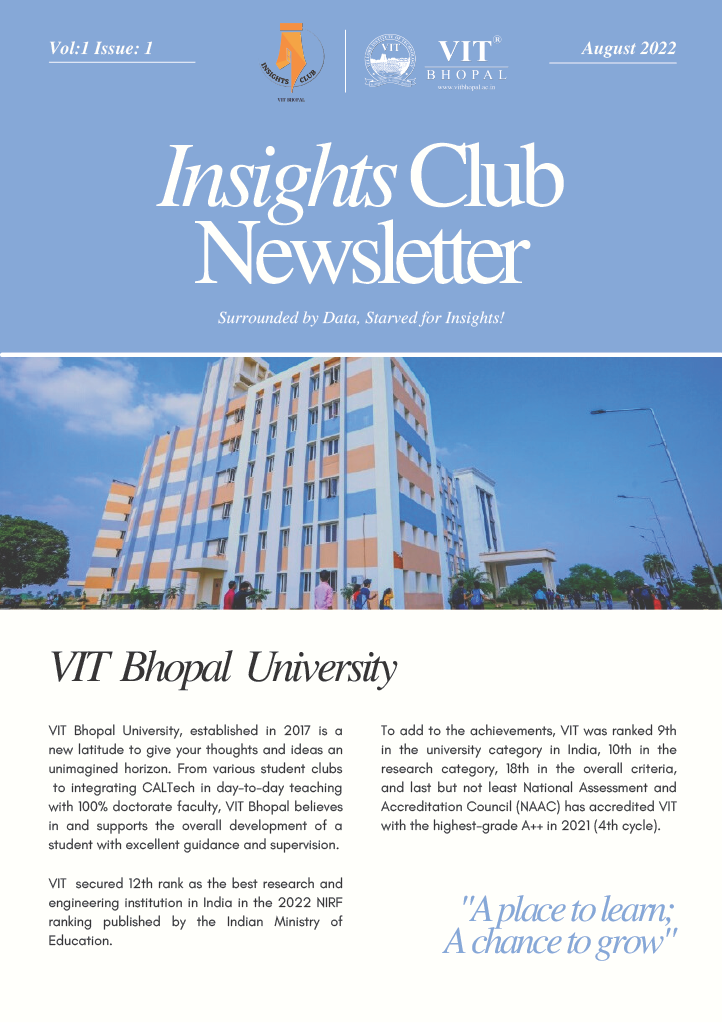 Vol:1 Issue: 1
INSIGHTS CLUB
VIT BHOPAL
VIT
VIT®
BHOPAL
www.vitbhopal.ac.in
August 2022
Insights Club
Newsletter
Surrounded by Data, Starved for Insights!
VIT Bhopal University
VIT Bhopal University, established in 2017 is a
new latitude to give your thoughts and ideas an
unimagined horizon. From various student clubs
to integrating CALTech in day-to-day teaching
with 100% doctorate faculty, VIT Bhopal believes
in and supports the overall development of a
student with excellent guidance and supervision.
VIT secured 12th rank as the best research and
engineering institution in India in the 2022 NIRF
ranking published by the Indian Ministry of
Education.
To add to the achievements, VIT was ranked 9th
in the university category in India, 10th in the
research category, 18th in the overall criteria,
and last but not least National Assessment and
Accreditation Council (NAAC) has accredited VIT
with the highest-grade A++ in 2021 (4th cycle).
"A place to learn;
A chance to grow"